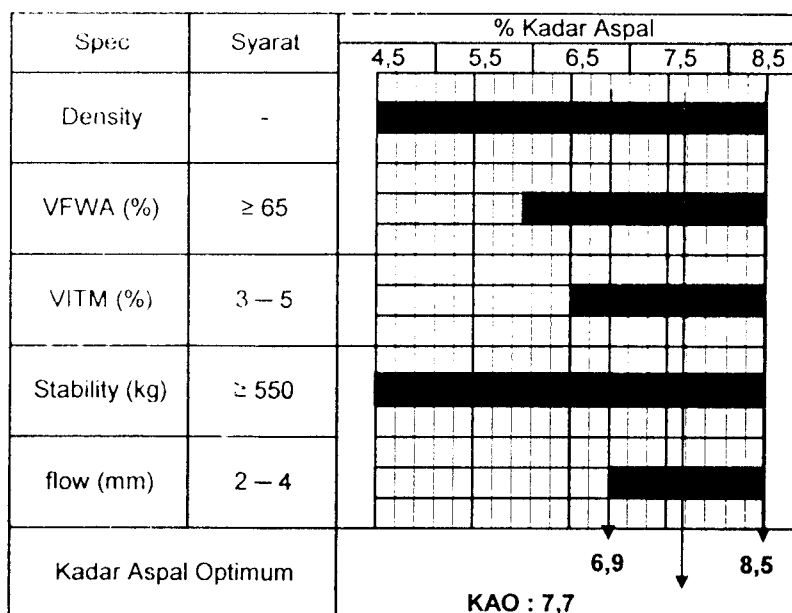 Spec Syarat % Kadar Aspal
4,5 5,5 6,5 7,5 8,5
Density -
VFWA (%) ≥ 65
VITM (%) 3 – 5
Stability (kg) ≥ 550
flow (mm) 2 – 4
Kadar Aspal Optimum 6,9 8,5
KAO : 7,7